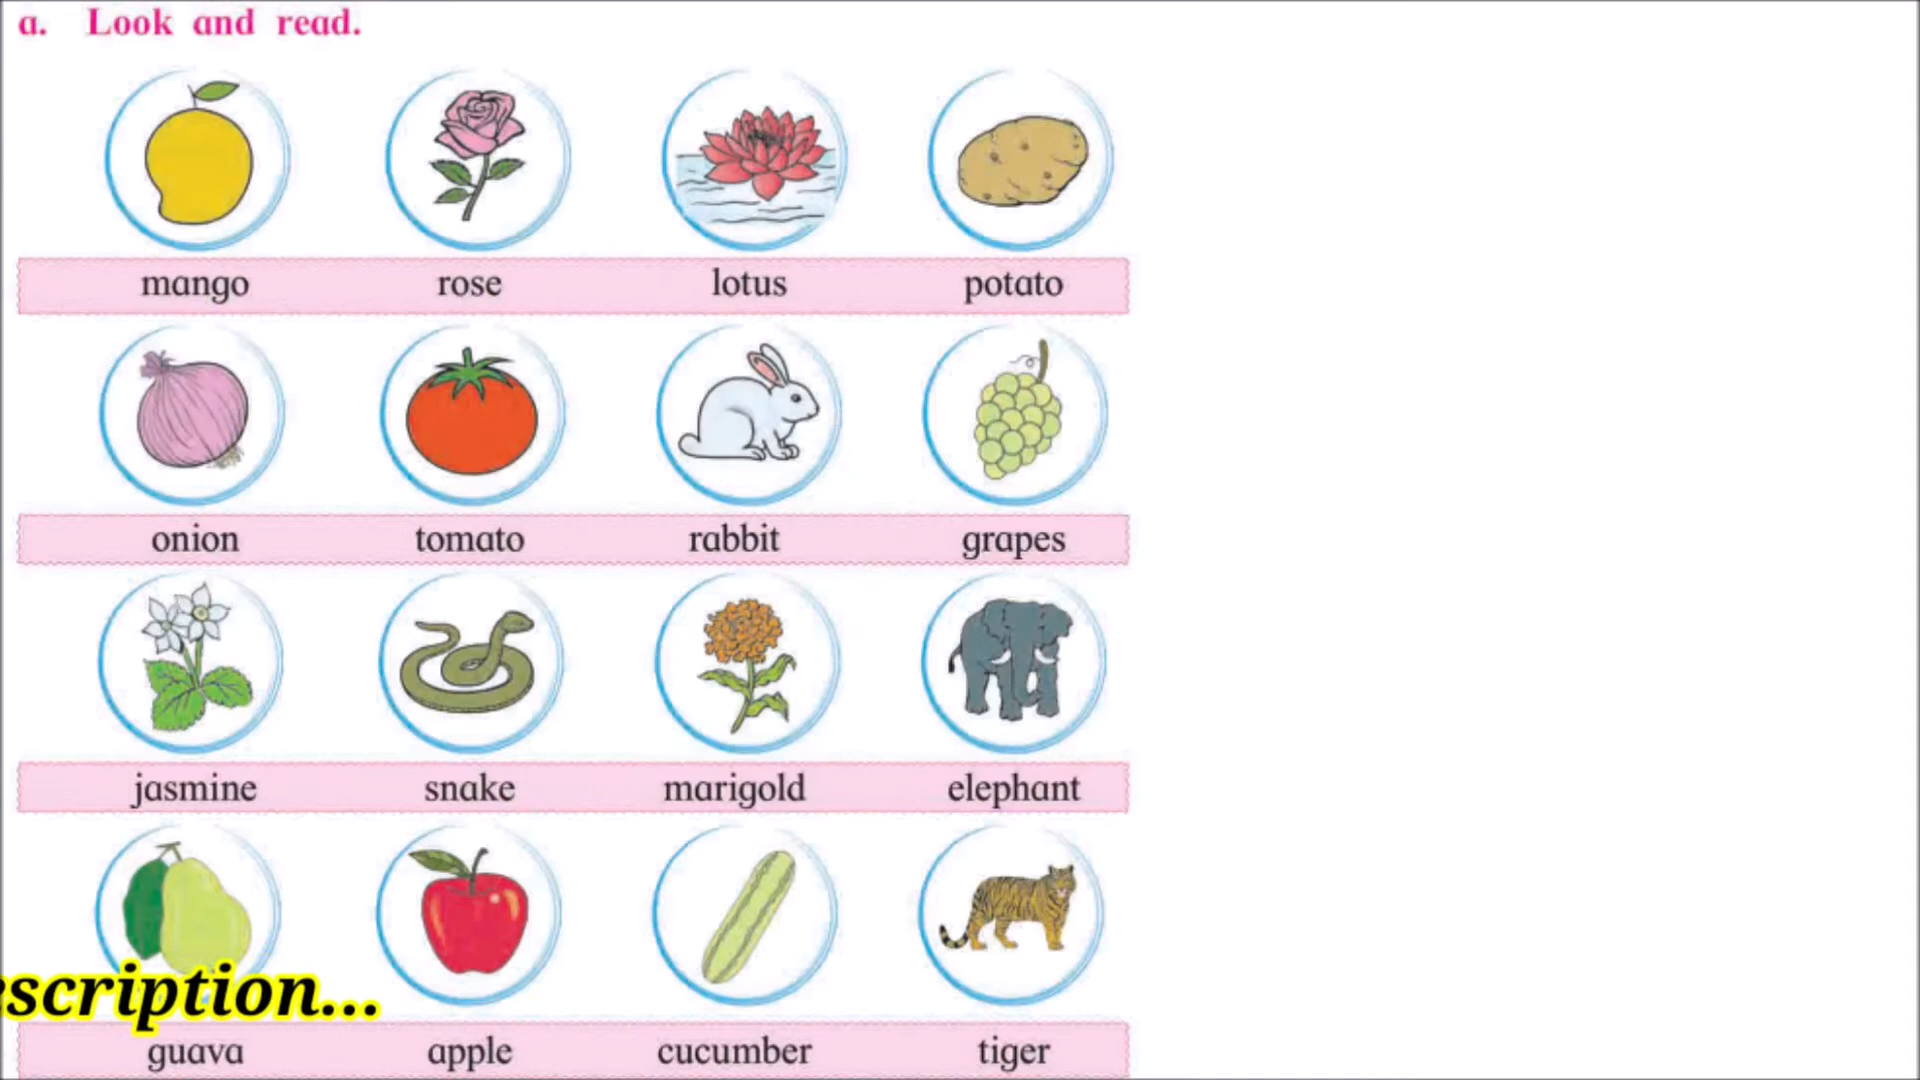 a. Look and read.
mango rose lotus potato
onion tomato rabbit grapes
jasmine snake marigold elephant
guava apple cucumber tiger